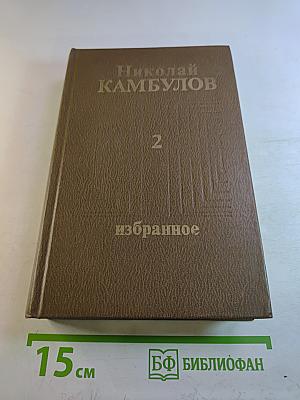 Николай
КАМБУЛОВ
2
избранное
15 см
БФ БИБЛИОФАН